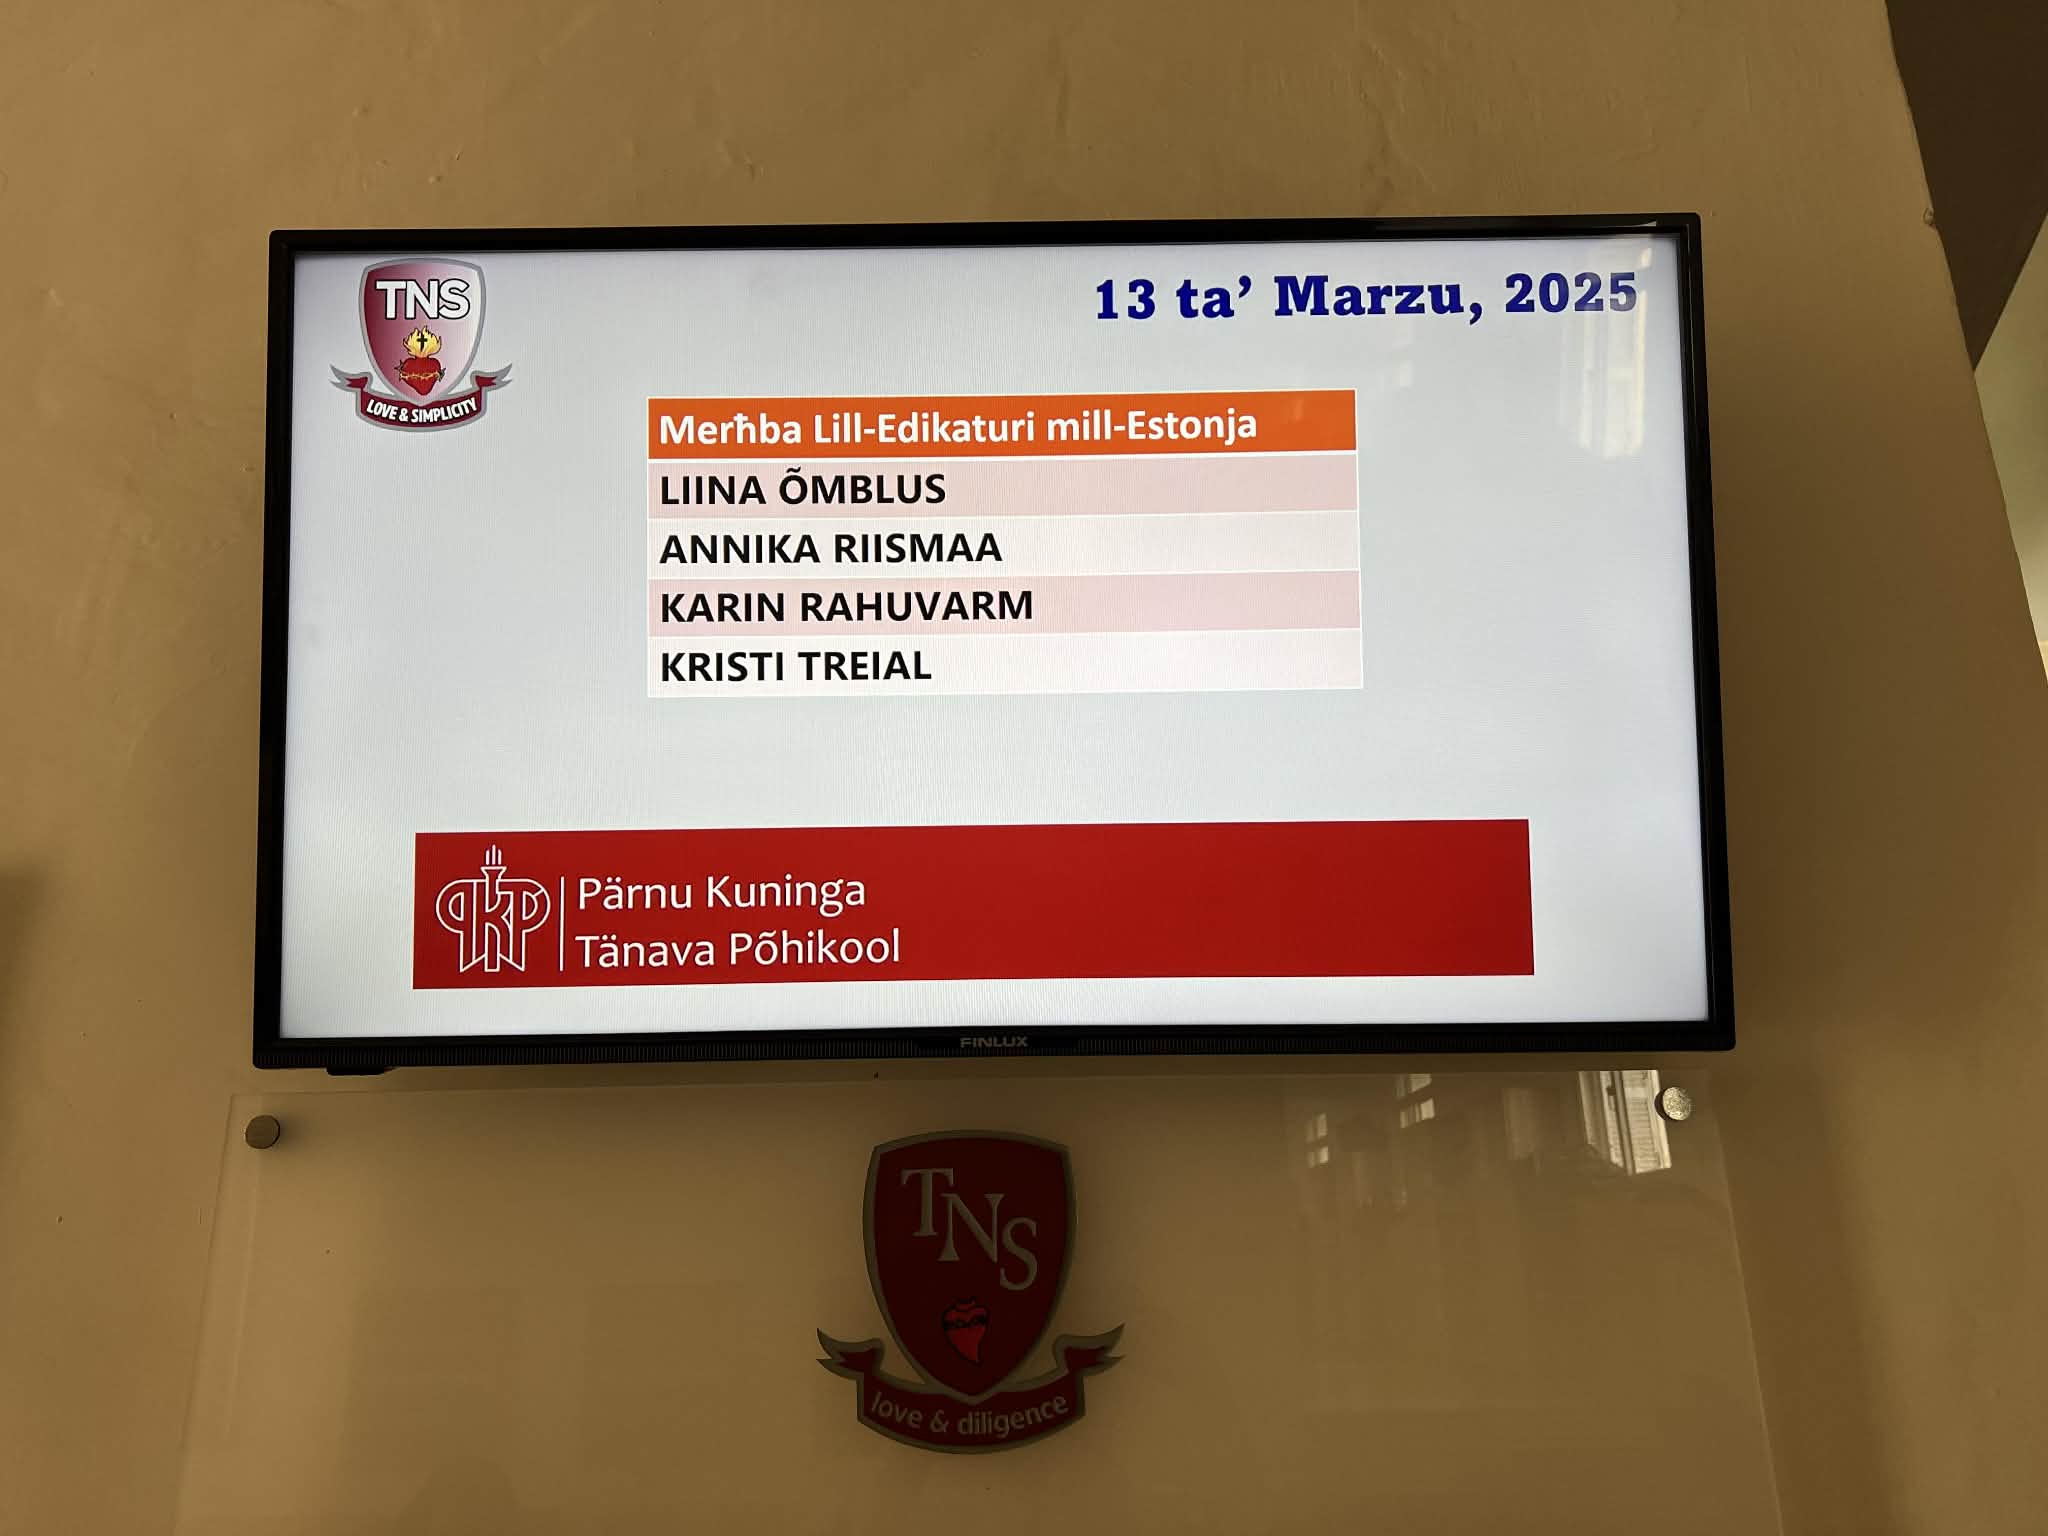 TNS
LOVE & SIMPLICITY
13 ta’ Marzu, 2025
Merħba Lill-Edikaturi mill-Estonja
LIINA ÕMBLUS
ANNIKA RIISMAA
KARIN RAHUVARM
KRISTI TREIAL
PKP
Pärnu Kuninga
Tänava Põhikool
FINLUX
TNS
love & diligence